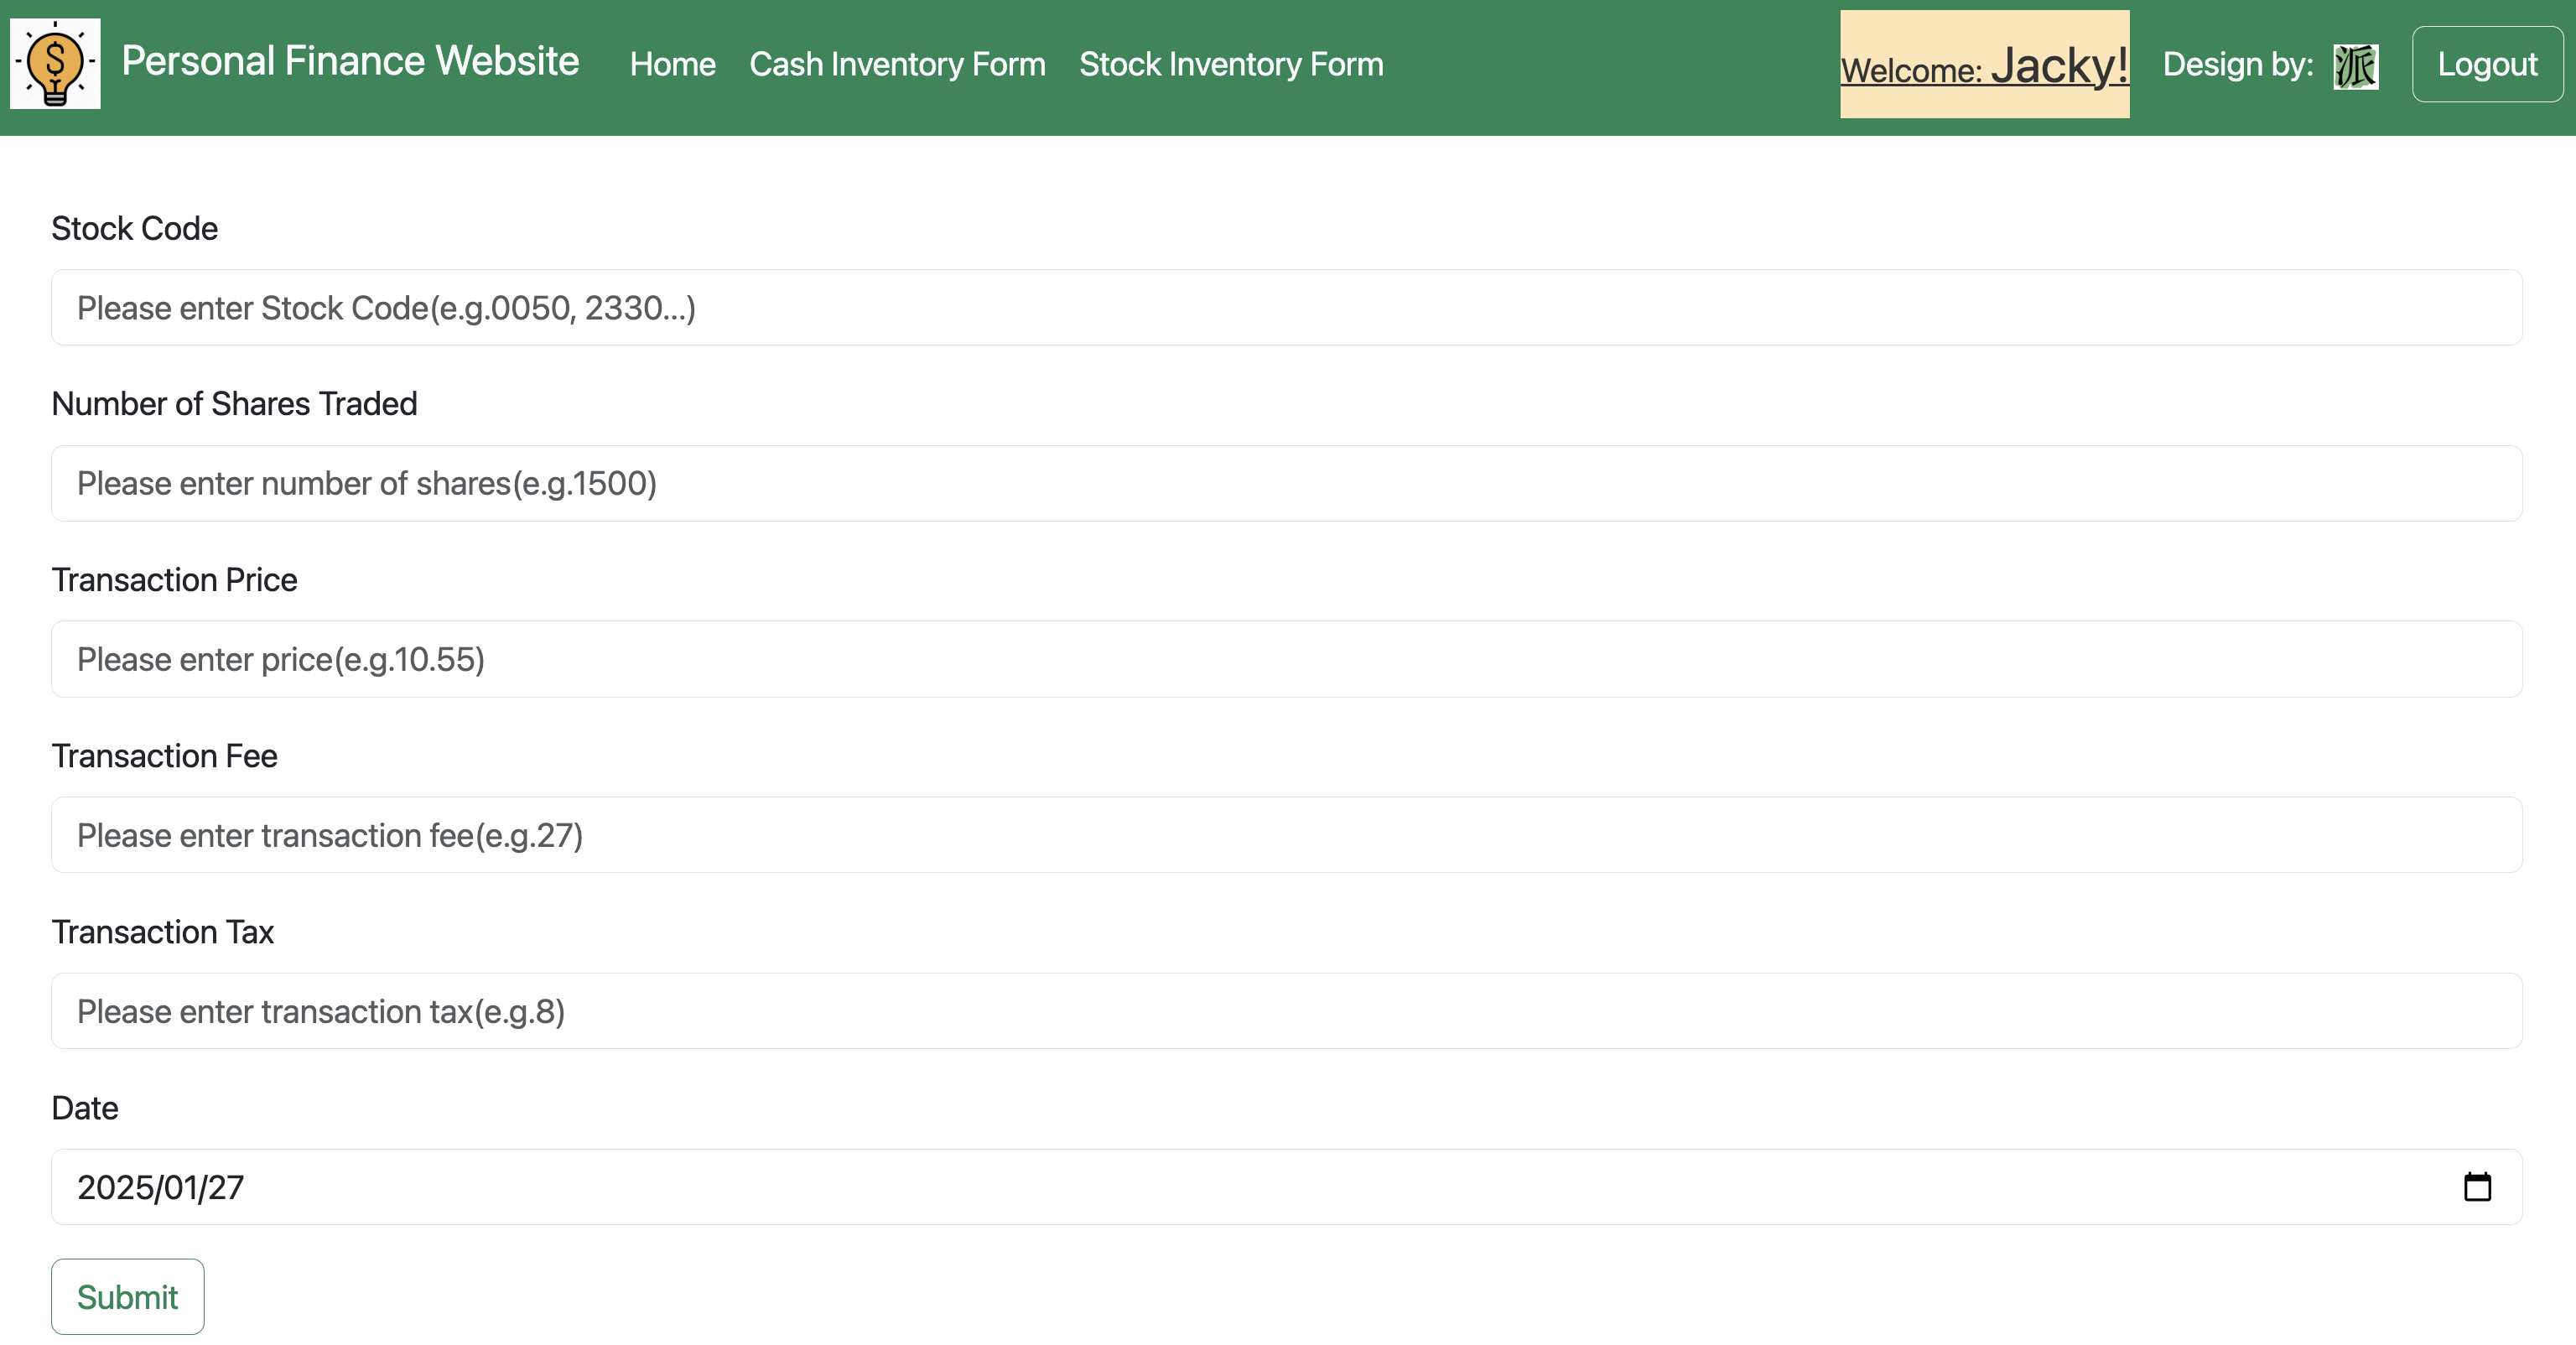 Personal Finance Website Home Cash Inventory Form Stock Inventory Form Welcome: Jacky! Design by: 派 Logout
Stock Code
Please enter Stock Code(e.g.0050, 2330...)
Number of Shares Traded
Please enter number of shares(e.g.1500)
Transaction Price
Please enter price(e.g.10.55)
Transaction Fee
Please enter transaction fee(e.g.27)
Transaction Tax
Please enter transaction tax(e.g.8)
Date
2025/01/27
Submit